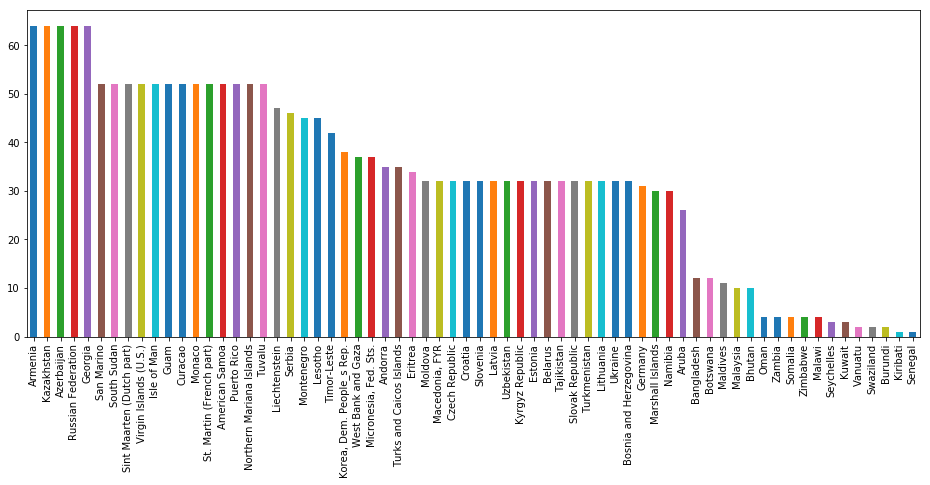 60
50
40
30
20
10
0
Armenia
Kazakhstan
Azerbaijan
Russian Federation
Georgia
San Marino
South Sudan
Sint Maarten (Dutch part)
Virgin Islands (U.S.)
Isle of Man
Guam
Curacao
Monaco
St. Martin (French part)
American Samoa
Puerto Rico
Northern Mariana Islands
Tuvalu
Liechtenstein
Serbia
Montenegro
Lesotho
Timor-Leste
Korea, Dem. People_s Rep.
West Bank and Gaza
Micronesia, Fed. Sts.
Andorra
Turks and Caicos Islands
Eritrea
Moldova
Macedonia, FYR
Czech Republic
Croatia
Slovenia
Latvia
Uzbekistan
Kyrgyz Republic
Estonia
Belarus
Tajikistan
Slovak Republic
Turkmenistan
Lithuania
Ukraine
Bosnia and Herzegovina
Germany
Marshall Islands
Namibia
Aruba
Bangladesh
Botswana
Maldives
Malaysia
Bhutan
Oman
Zambia
Somalia
Zimbabwe
Malawi
Seychelles
Kuwait
Vanuatu
Swaziland
Burundi
Kiribati
Senegal